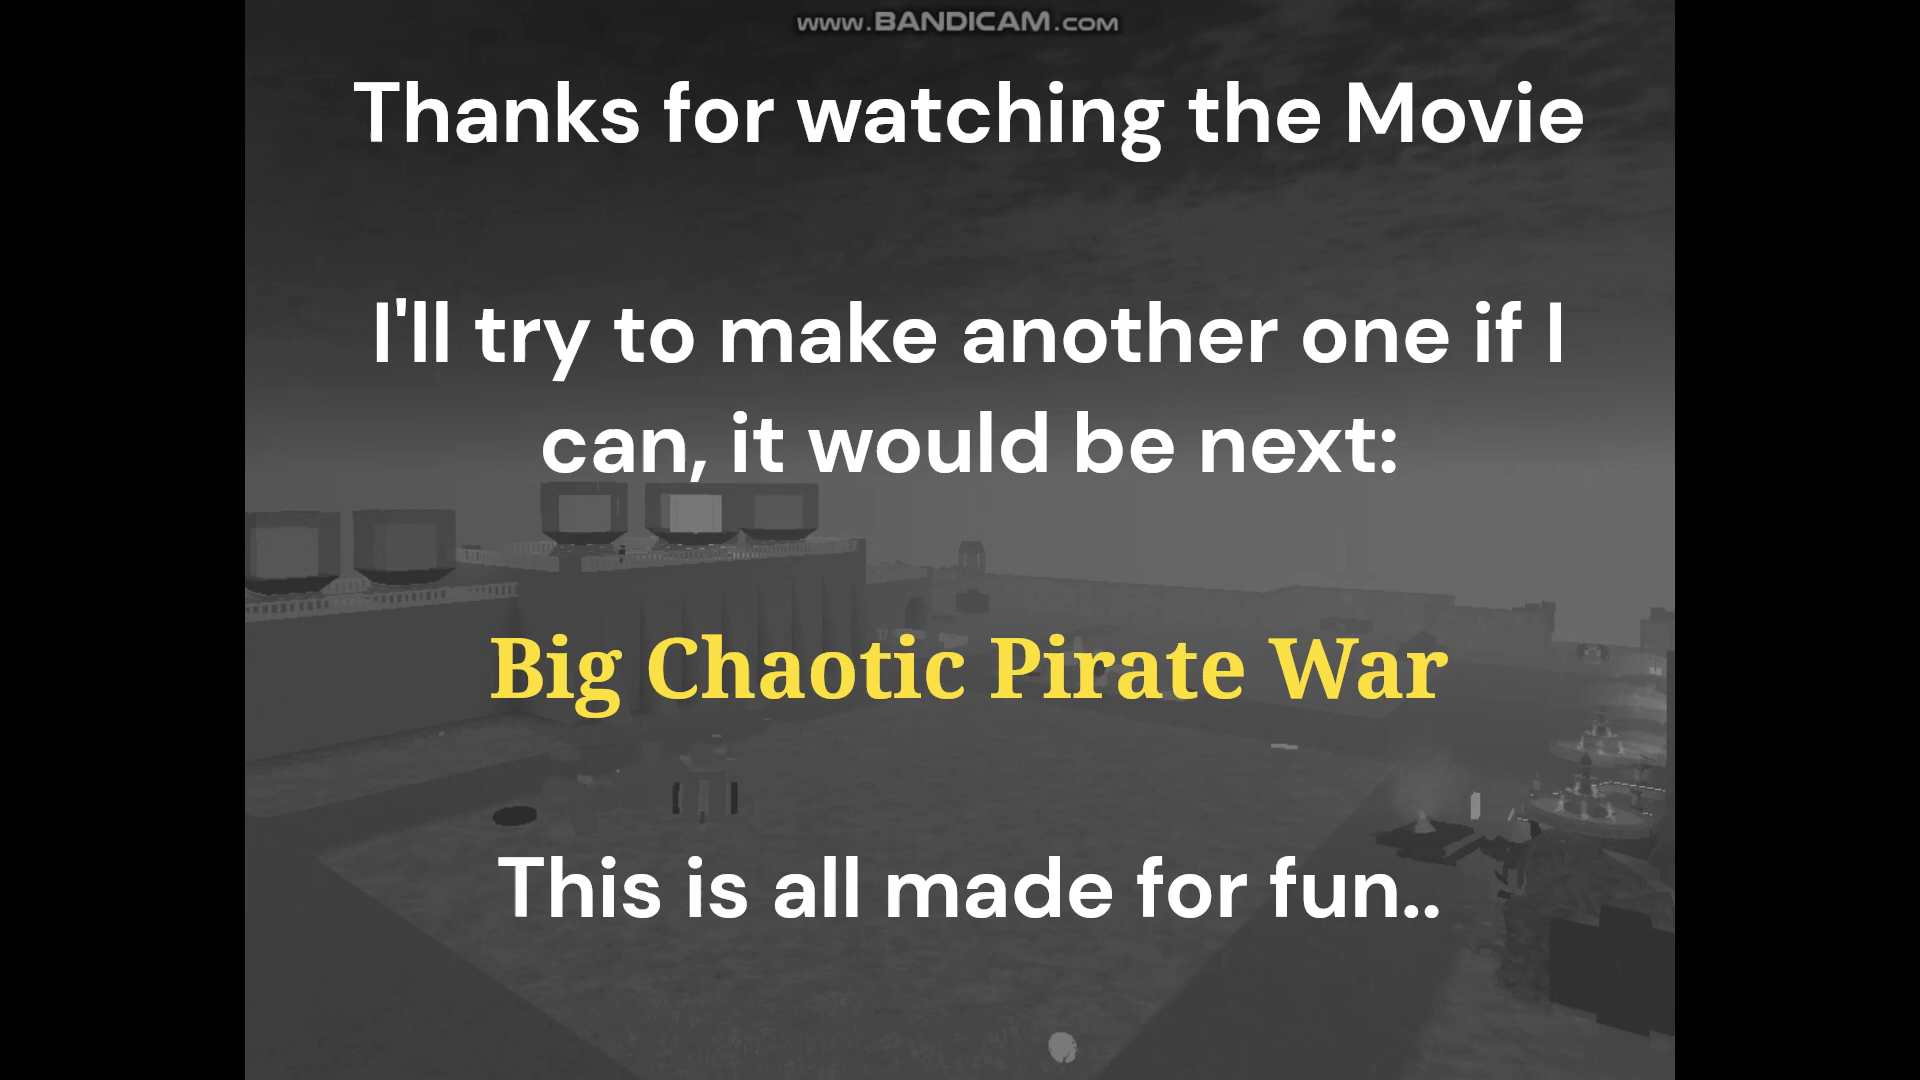 www.BANDICAM.com
Thanks for watching the Movie
I'll try to make another one if I
can, it would be next:
Big Chaotic Pirate War
This is all made for fun..